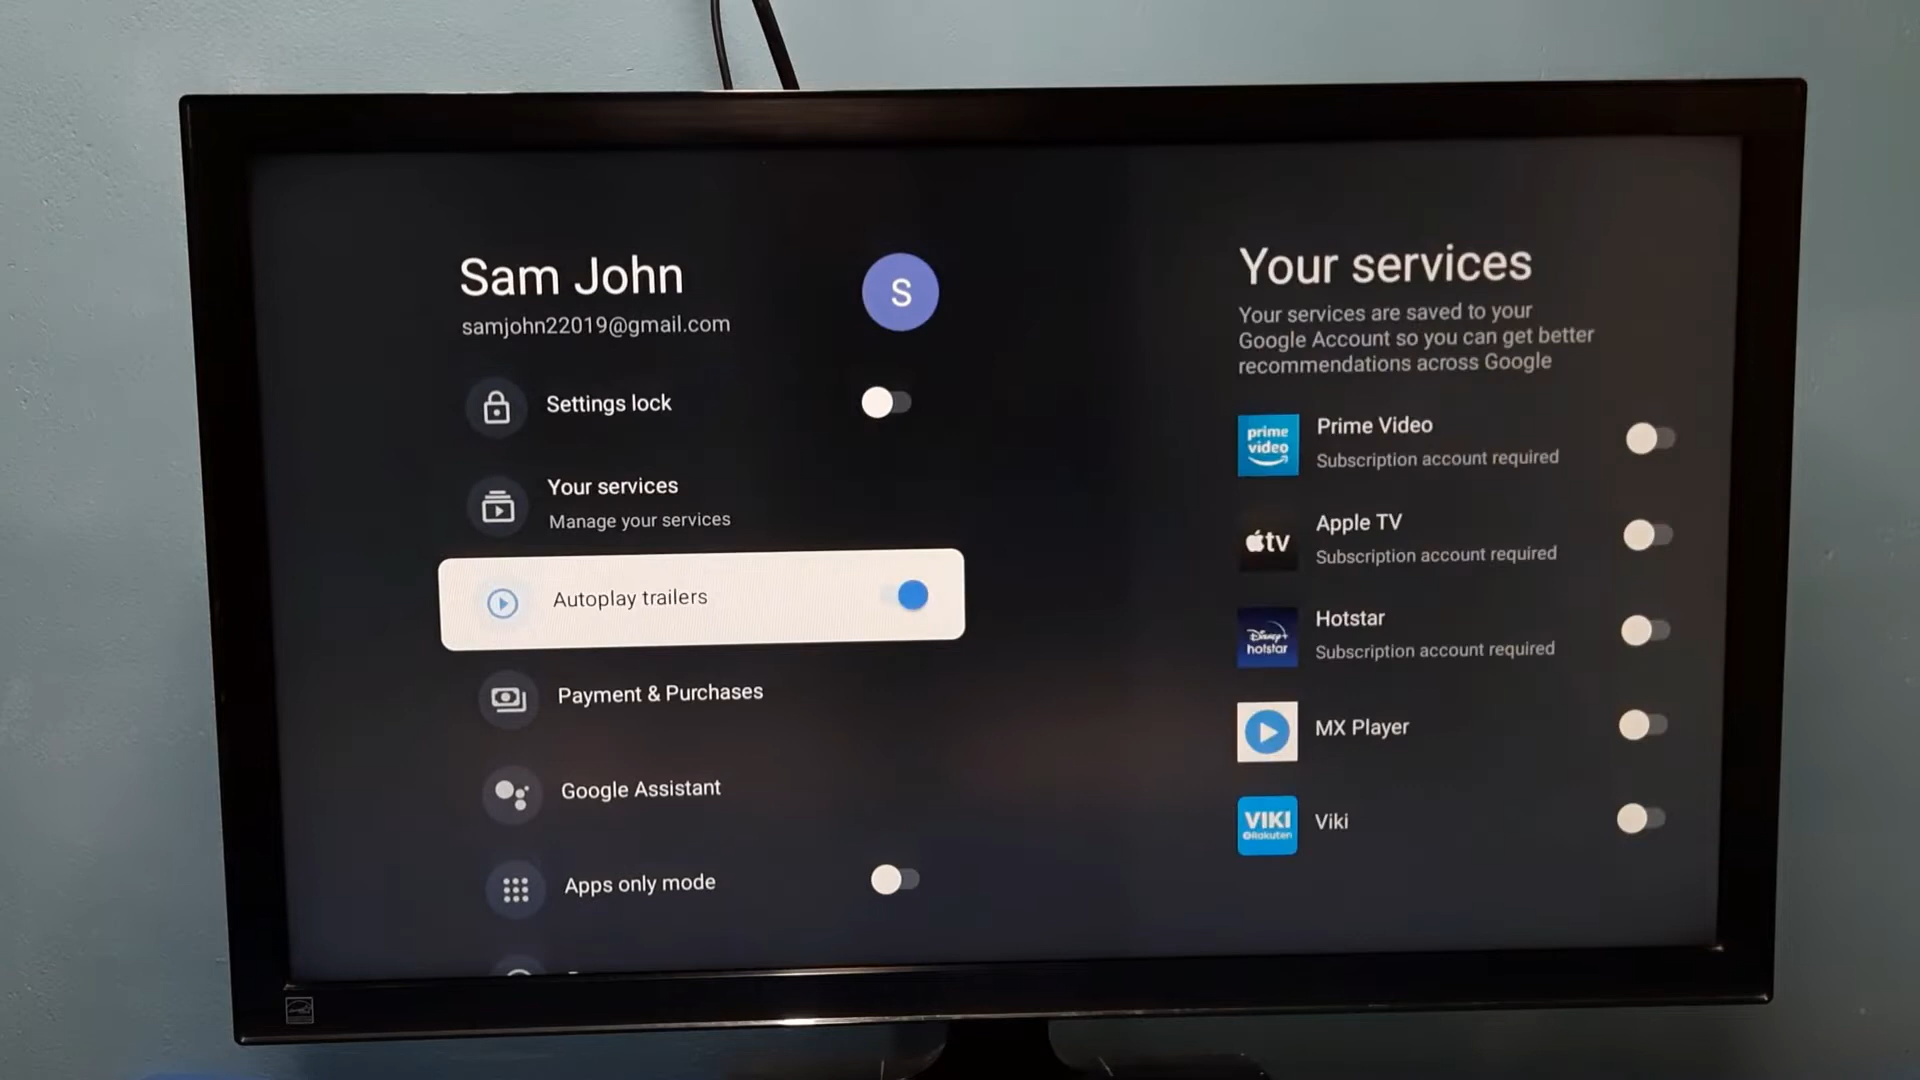 Sam John
samjohn22019@gmail.com
S
Settings lock
Your services
Manage your services
Autoplay trailers
Payment & Purchases
Google Assistant
Apps only mode
Your services
Your services are saved to your
Google Account so you can get better
recommendations across Google
prime
video
Prime Video
Subscription account required
tv
Apple TV
Subscription account required
Disney+
hotstar
Hotstar
Subscription account required
MX Player
VIKI
Rakuten
Viki